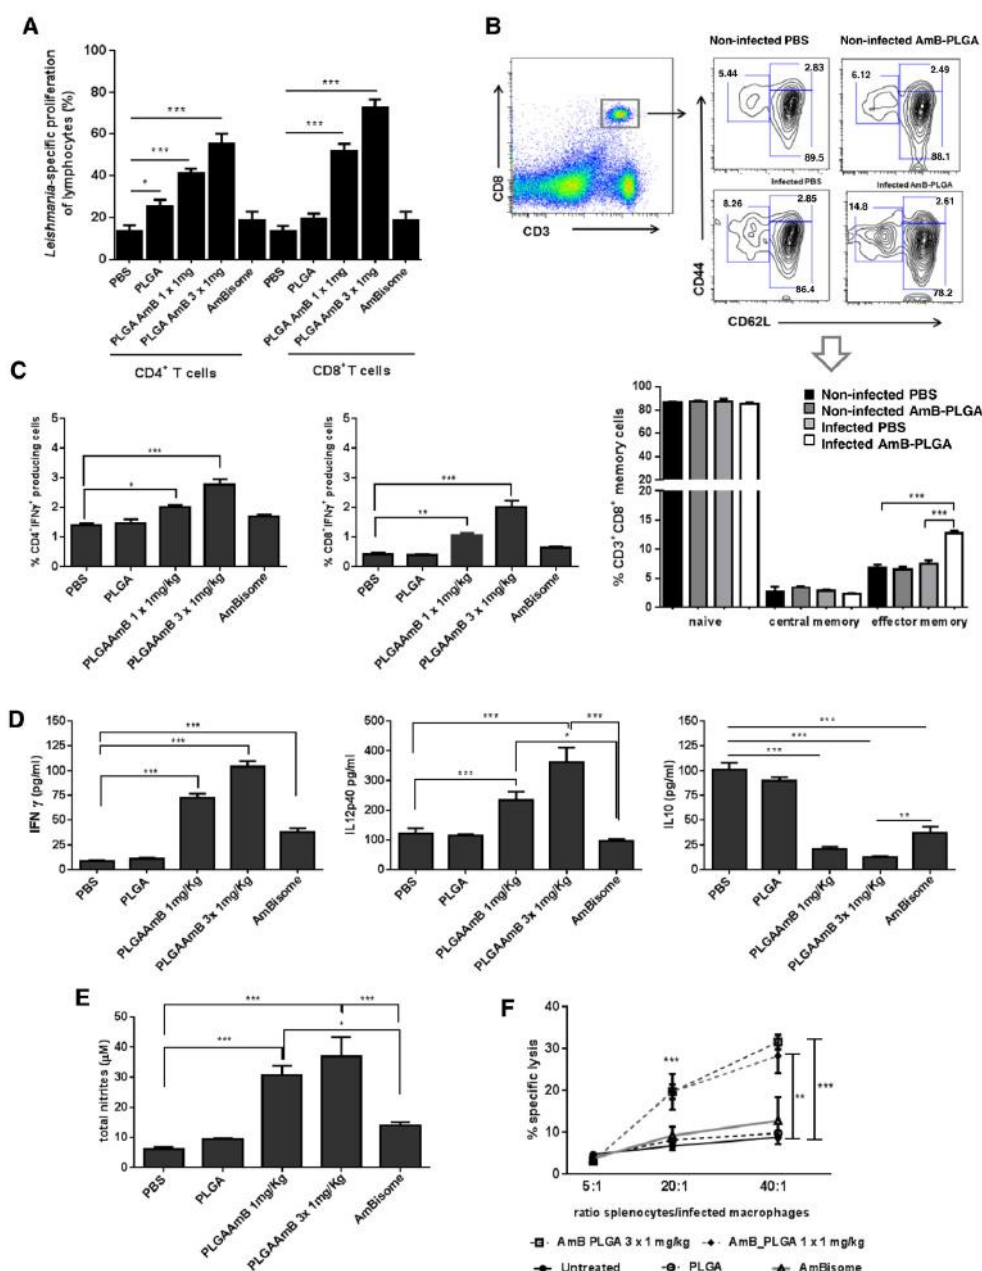 A
Leishmania-specific proliferation
of lymphocytes (%)
100
80
60
40
20
0
***
***
*
***
***
PBS
PLGA
PLGA AmB 1 x 1mg
PLGA AmB 3 x 1mg
AmBisome
PBS
PLGA
PLGA AmB 1 x 1mg
PLGA AmB 3 x 1mg
AmBisome
CD4+ T cells
CD8+ T cells
B
CD8
CD3
Non-infected PBS
Non-infected AmB-PLGA
5.44
2.83
89.5
6.12
2.49
88.1
Infected PBS
Infected AmB-PLGA
8.26
2.85
86.4
14.8
2.61
78.2
CD44
CD62L
% CD3+ CD8+ memory cells
100
80
60
40
20
20
15
10
5
0
Non-infected PBS
Non-infected AmB-PLGA
Infected PBS
Infected AmB-PLGA
***
***
naive
central memory
effector memory
C
% CD4+IFNγ+ producing cells
5
4
3
2
1
0
***
*
PBS
PLGA
PLGAAmB 1 x 1mg/kg
PLGAAmB 3 x 1mg/kg
AmBisome
% CD8+IFNγ+ producing cells
5
4
3
2
1
0
***
**
PBS
PLGA
PLGAAmB 1 x 1mg/kg
PLGAAmB 3 x 1mg/kg
AmBisome
D
IFN γ (pg/ml)
150
125
100
75
50
25
0
***
***
***
PBS
PLGA
PLGAAmB 1mg/Kg
PLGAAmB 3x 1mg/Kg
AmBisome
IL12p40 pg/ml
500
400
300
200
100
0
***
***
*
***
PBS
PLGA
PLGAAmB 1mg/Kg
PLGAAmB 3x 1mg/Kg
AmBisome
IL10 (pg/ml)
150
125
100
75
50
25
0
***
***
***
**
PBS
PLGA
PLGAAmB 1mg/Kg
PLGAAmB 3x 1mg/Kg
AmBisome
E
total nitrites (μM)
50
40
30
20
10
0
***
***
*
***
PBS
PLGA
PLGAAmB 1mg/Kg
PLGAAmB 3x 1mg/Kg
AmBisome
F
% specific lysis
40
30
20
10
0
***
**
***
5:1
20:1
40:1
ratio splenocytes/infected macrophages
AmB PLGA 3 x 1 mg/kg
AmB_PLGA 1 x 1 mg/kg
Untreated
PLGA
AmBisome